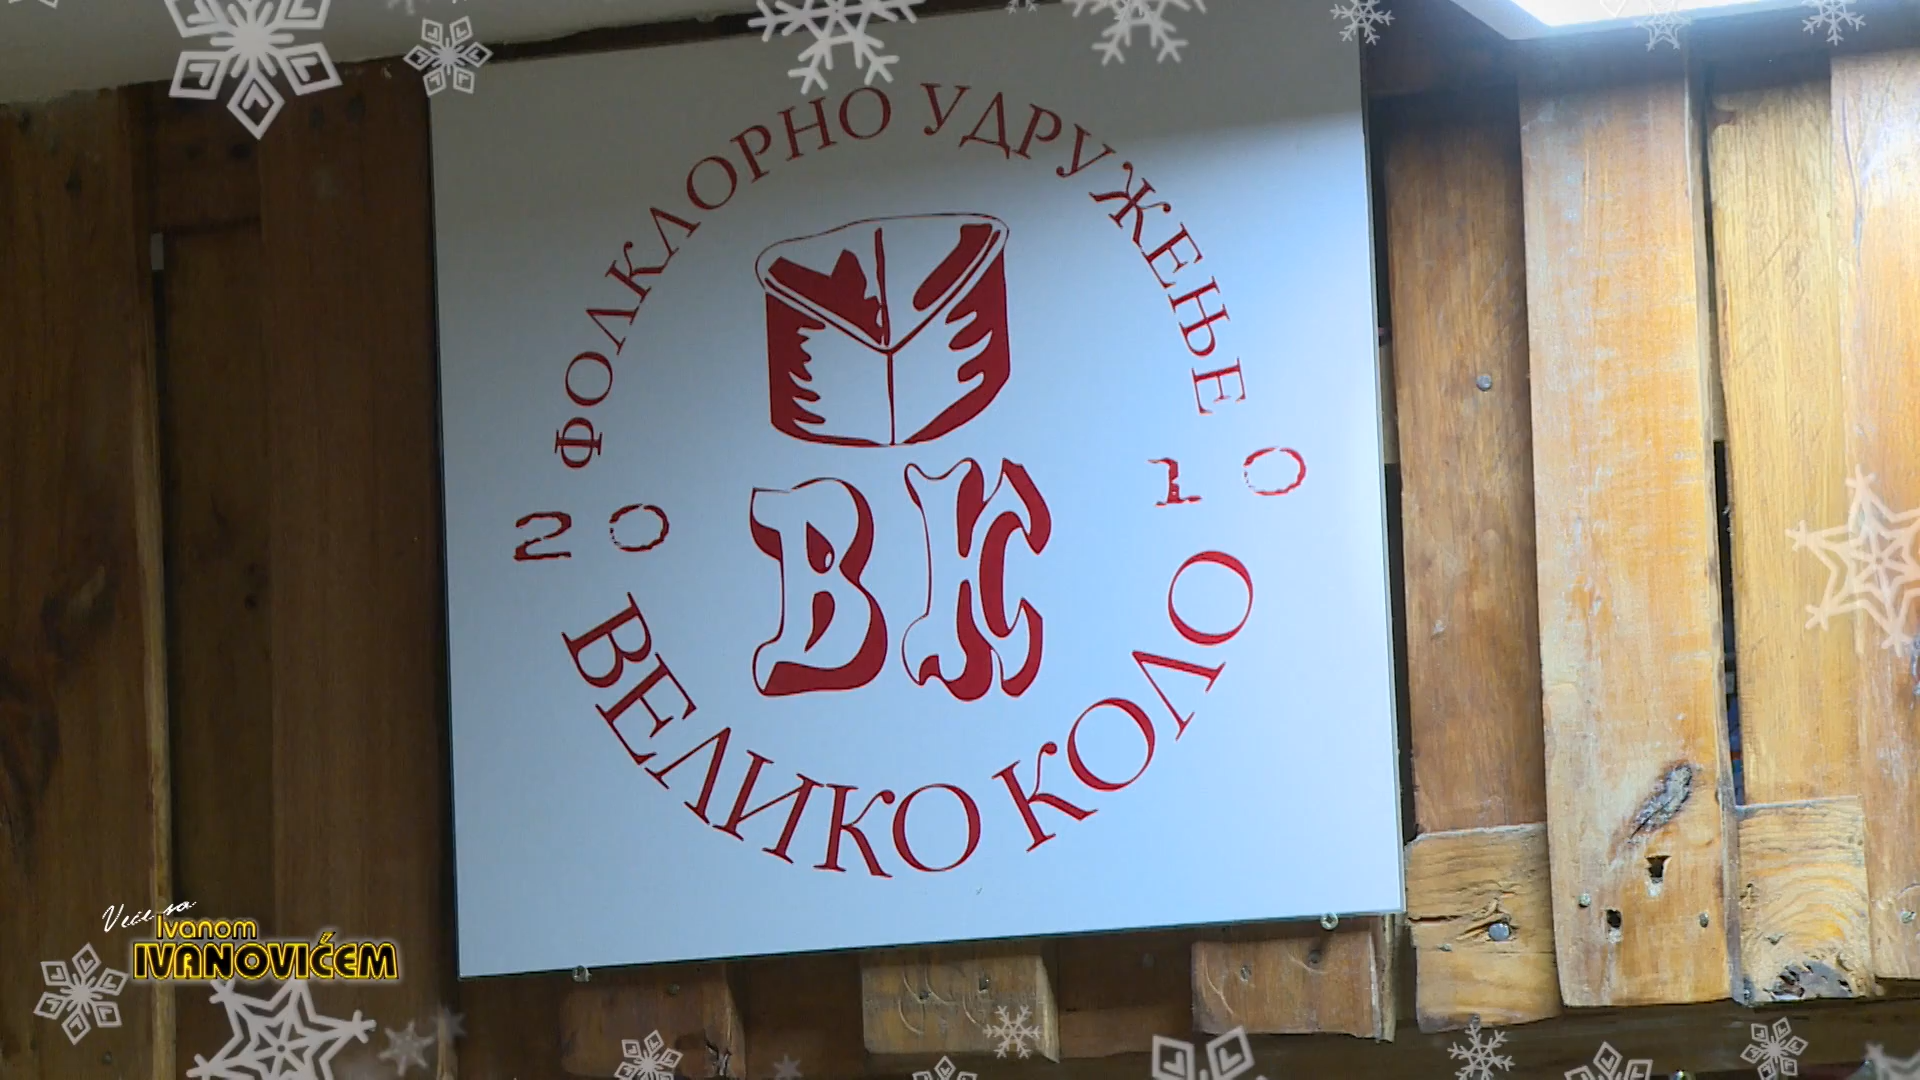 ФОЛКЛОРНО УДРУЖЕЊЕ
20 10
ВК
ВЕЛИКО КОЛО
Veče sa
Ivanom
IVANOVIĆEM